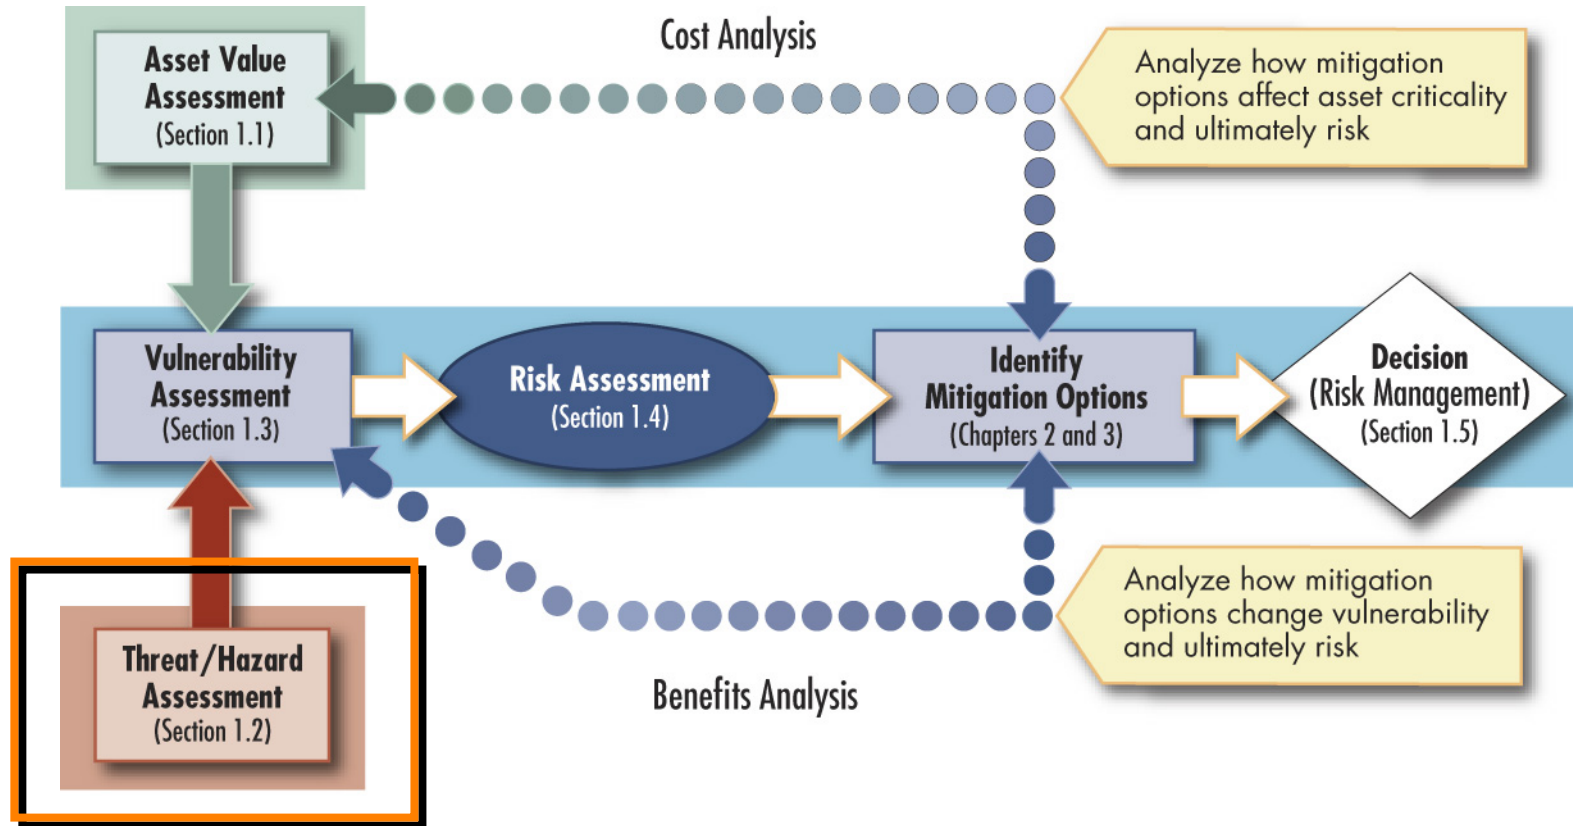 Asset Value
Assessment
(Section 1.1)
Cost Analysis
Analyze how mitigation
options affect asset criticality
and ultimately risk
Vulnerability
Assessment
(Section 1.3)
Risk Assessment
(Section 1.4)
Identify
Mitigation Options
(Chapters 2 and 3)
Decision
(Risk Management)
(Section 1.5)
Threat/Hazard
Assessment
(Section 1.2)
Benefits Analysis
Analyze how mitigation
options change vulnerability
and ultimately risk